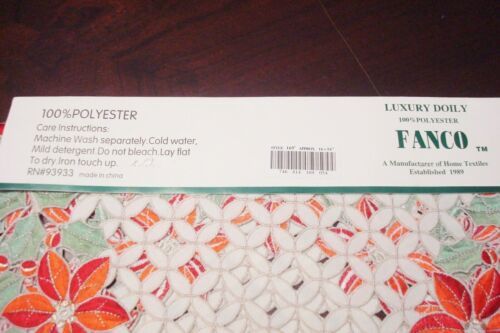 100%POLYESTER
Care Instructions:
Machine Wash separately.Cold water,
Mild detergent.Do not bleach.Lay flat
To dry.Iron touch up.
RN#93933 made in china
LUXURY DOILY
100% POLYESTER
FANCO TM
A Manufacturer of Home Textiles
Established 1989